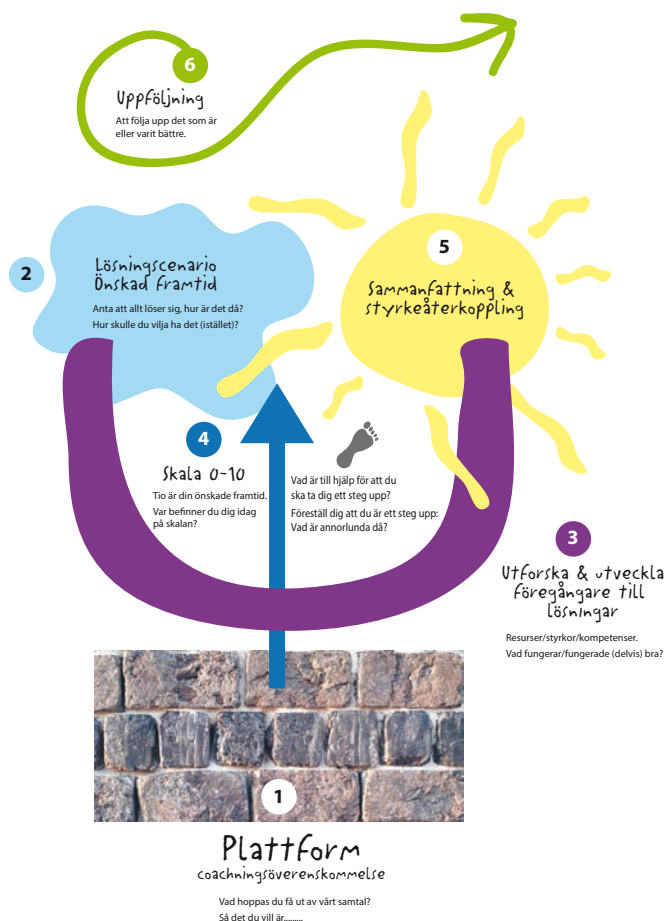 6
Uppföljning
Att följa upp det som är
eller varit bättre.
2
Lösningscenario
Önskad framtid
Anta att allt löser sig, hur är det då?
Hur skulle du vilja ha det (istället)?
5
Sammanfattning &
styrkeåterkoppling
4
Skala 0-10
Tio är din önskade framtid.
Var befinner du dig idag
på skalan?
Vad är till hjälp för att du
ska ta dig ett steg upp?
Föreställ dig att du är ett steg upp:
Vad är annorlunda då?
3
Utforska & utveckla
föregångare till
lösningar
Resurser/styrkor/kompetenser.
Vad fungerar/fungerade (delvis) bra?
1
Plattform
coachningsöverenskommelse
Vad hoppas du få ut av vårt samtal?
Så det du vill är.........